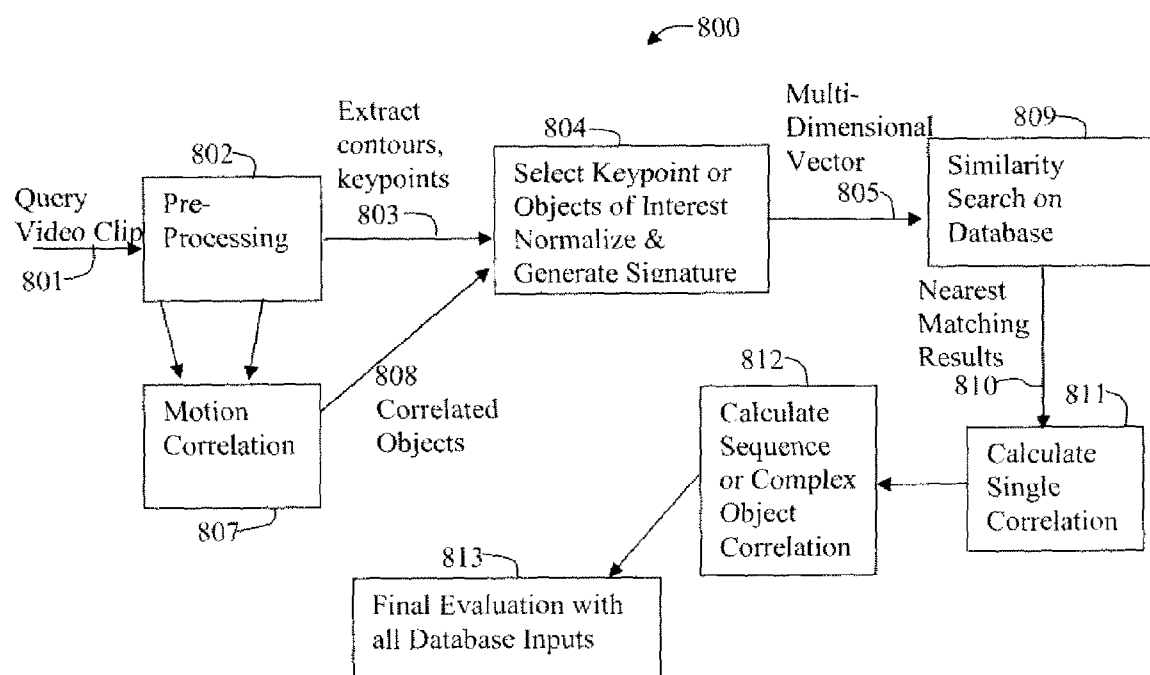 800
Query
Video Clip
801
802
Pre-
Processing
Extract
contours,
keypoints
803
804
Select Keypoint or
Objects of Interest
Normalize &
Generate Signature
Multi-
Dimensional
Vector
805
809
Similarity
Search on
Database
Motion
Correlation
807
808
Correlated
Objects
Nearest
Matching
Results
810
811
Calculate
Single
Correlation
812
Calculate
Sequence
or Complex
Object
Correlation
813
Final Evaluation with
all Database Inputs